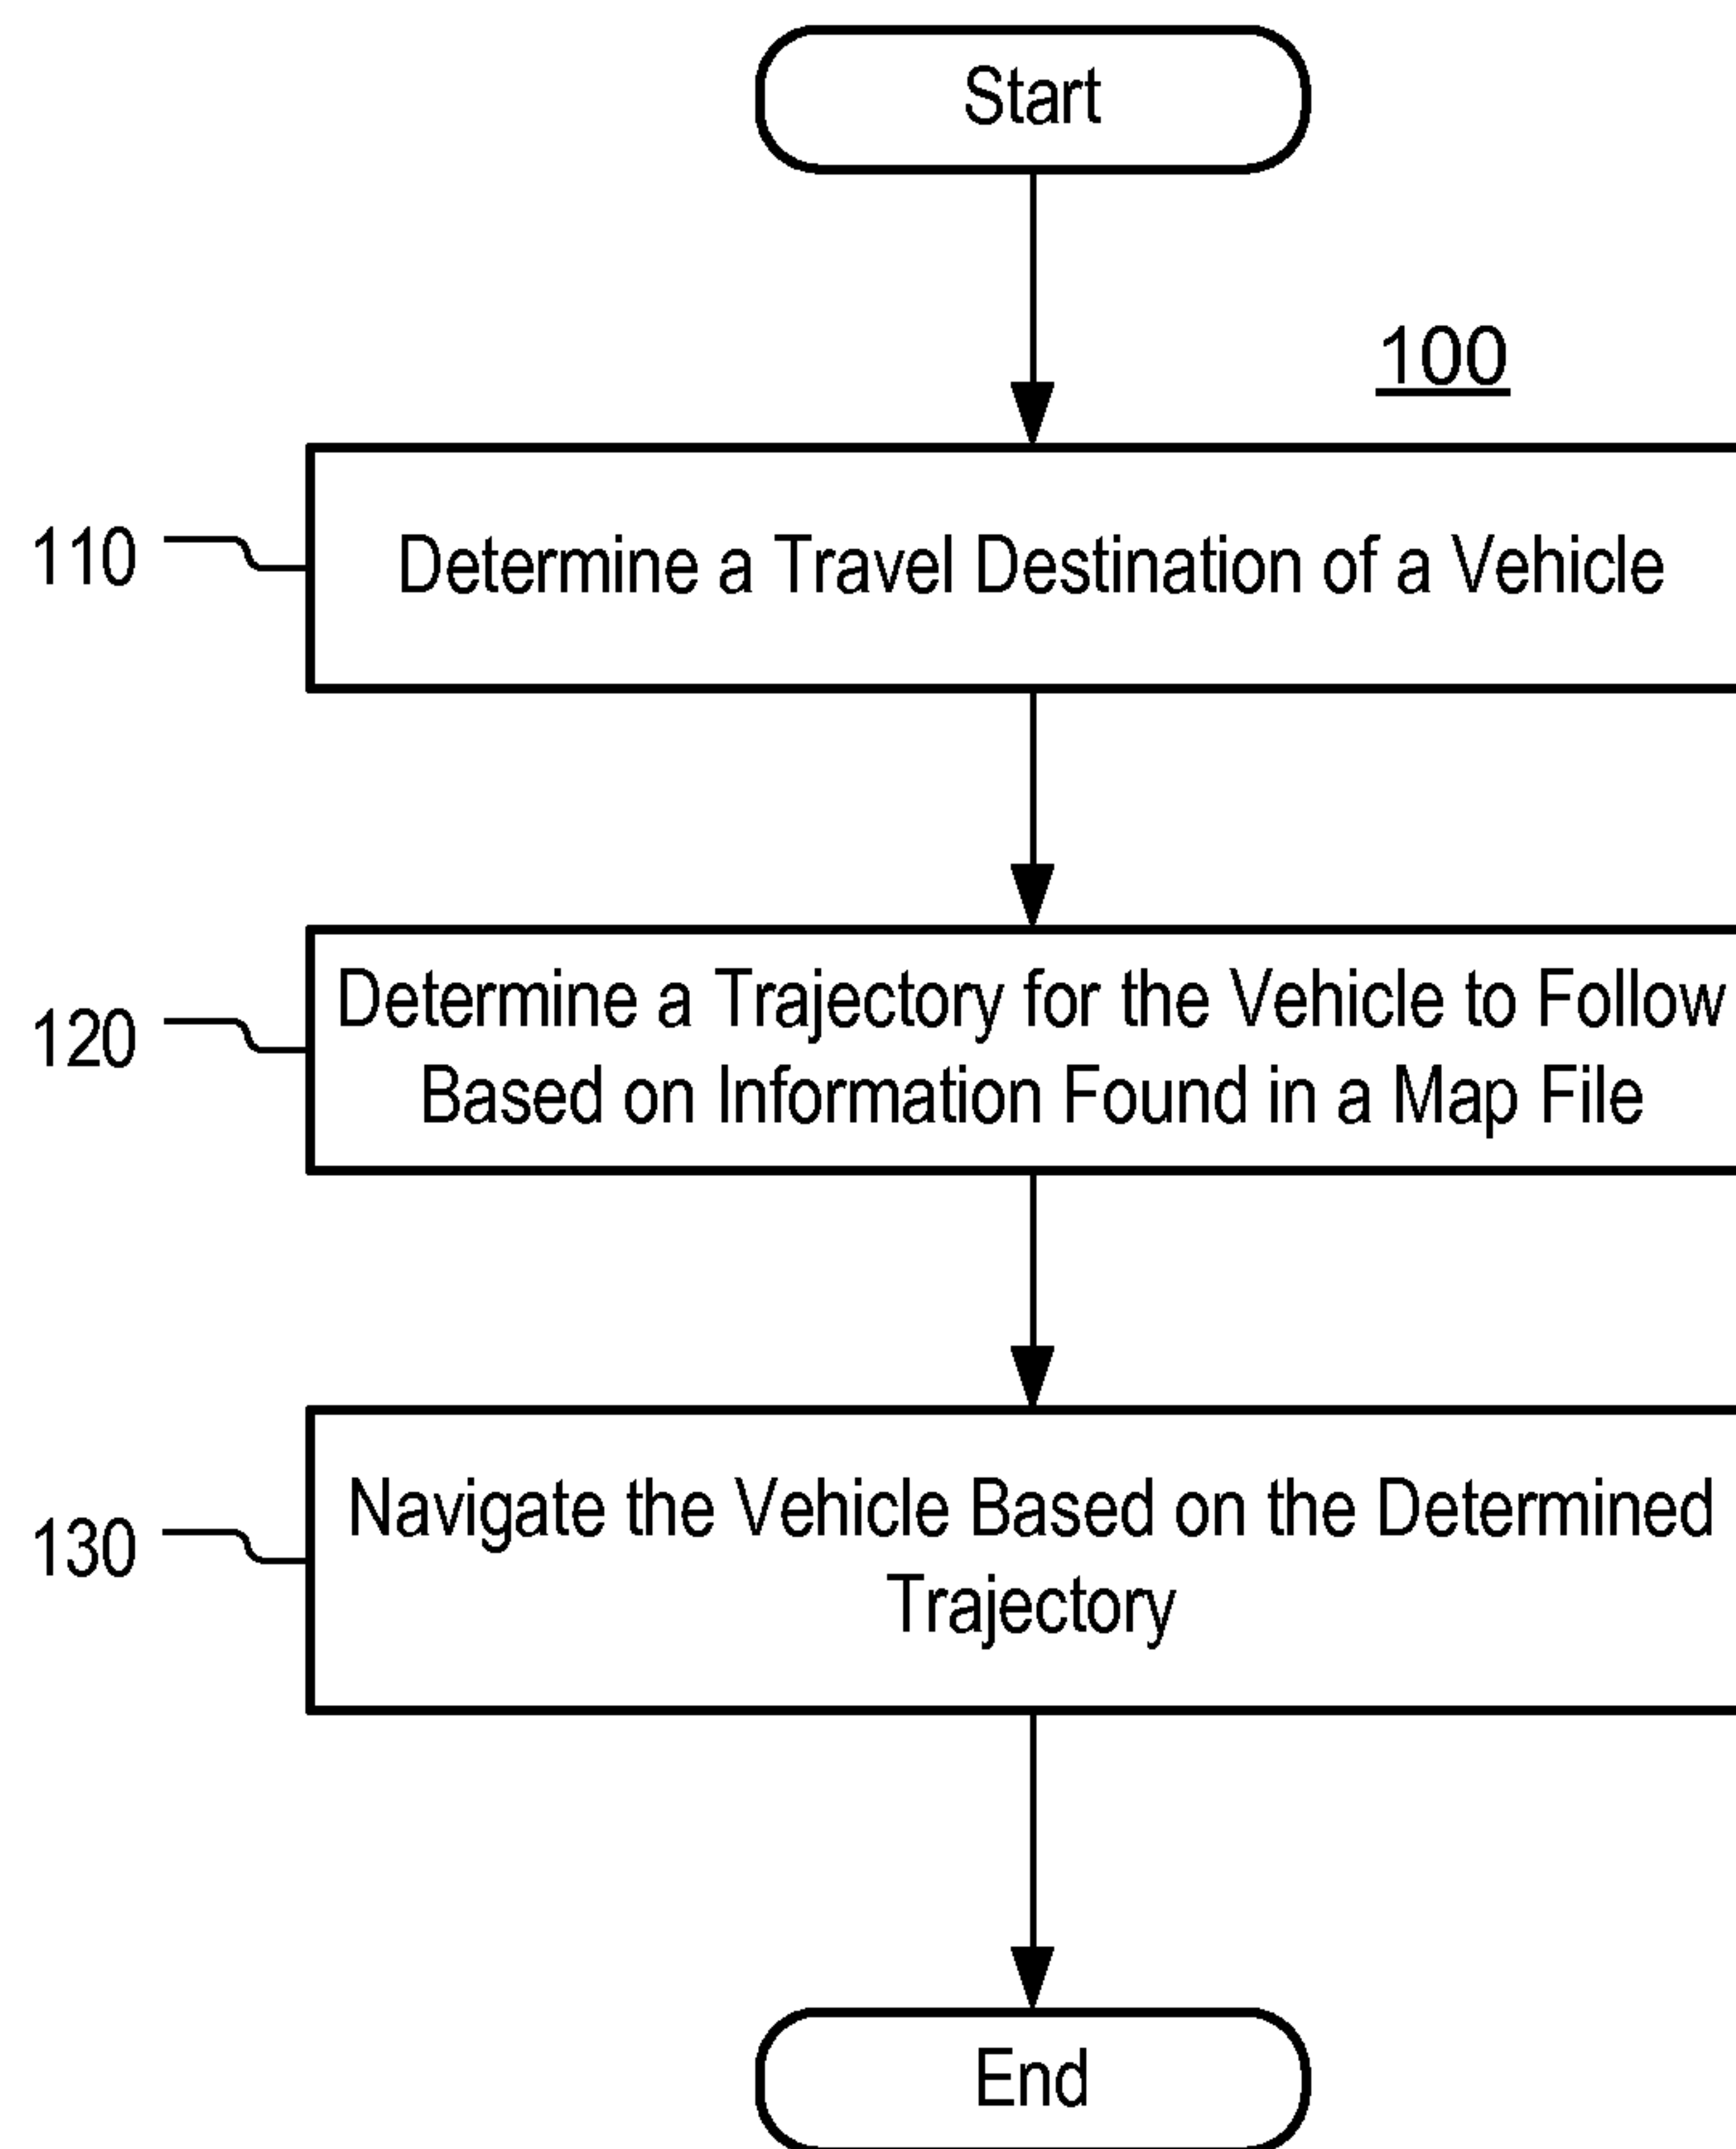 Start
100
110
Determine a Travel Destination of a Vehicle
120
Determine a Trajectory for the Vehicle to Follow
Based on Information Found in a Map File
130
Navigate the Vehicle Based on the Determined
Trajectory
End